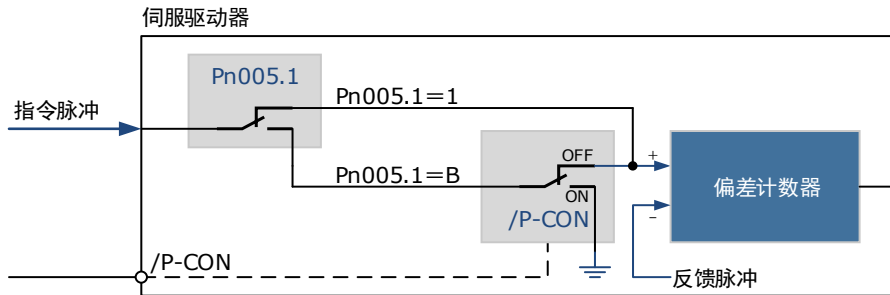 伺服驱动器
Pn005.1
指令脉冲
Pn005.1＝1
OFF
+
Pn005.1＝B
ON
偏差计数器
-
/P-CON
/P-CON
反馈脉冲